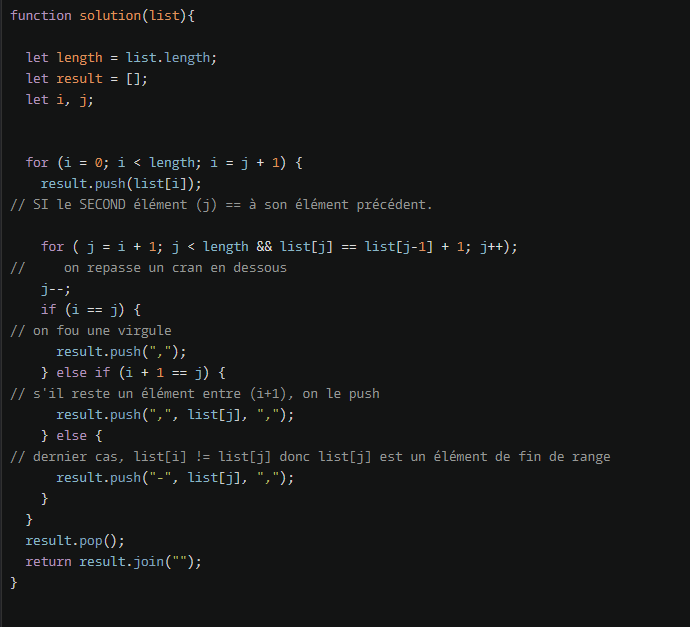 function solution(list){
let length = list.length;
let result = [];
let i, j;
for (i = 0; i < length; i = j + 1) {
result.push(list[i]);
// SI le SECOND élément (j) == à son élément précédent.
for ( j = i + 1; j < length && list[j] == list[j-1] + 1; j++);
//     on repasse un cran en dessous
j--;
if (i == j) {
// on fou une virgule
result.push(",");
} else if (i + 1 == j) {
// s'il reste un élément entre (i+1), on le push
result.push(",", list[j], ",");
} else {
// dernier cas, list[i] != list[j] donc list[j] est un élément de fin de range
result.push("-", list[j], ",");
}
}
result.pop();
return result.join("");
}